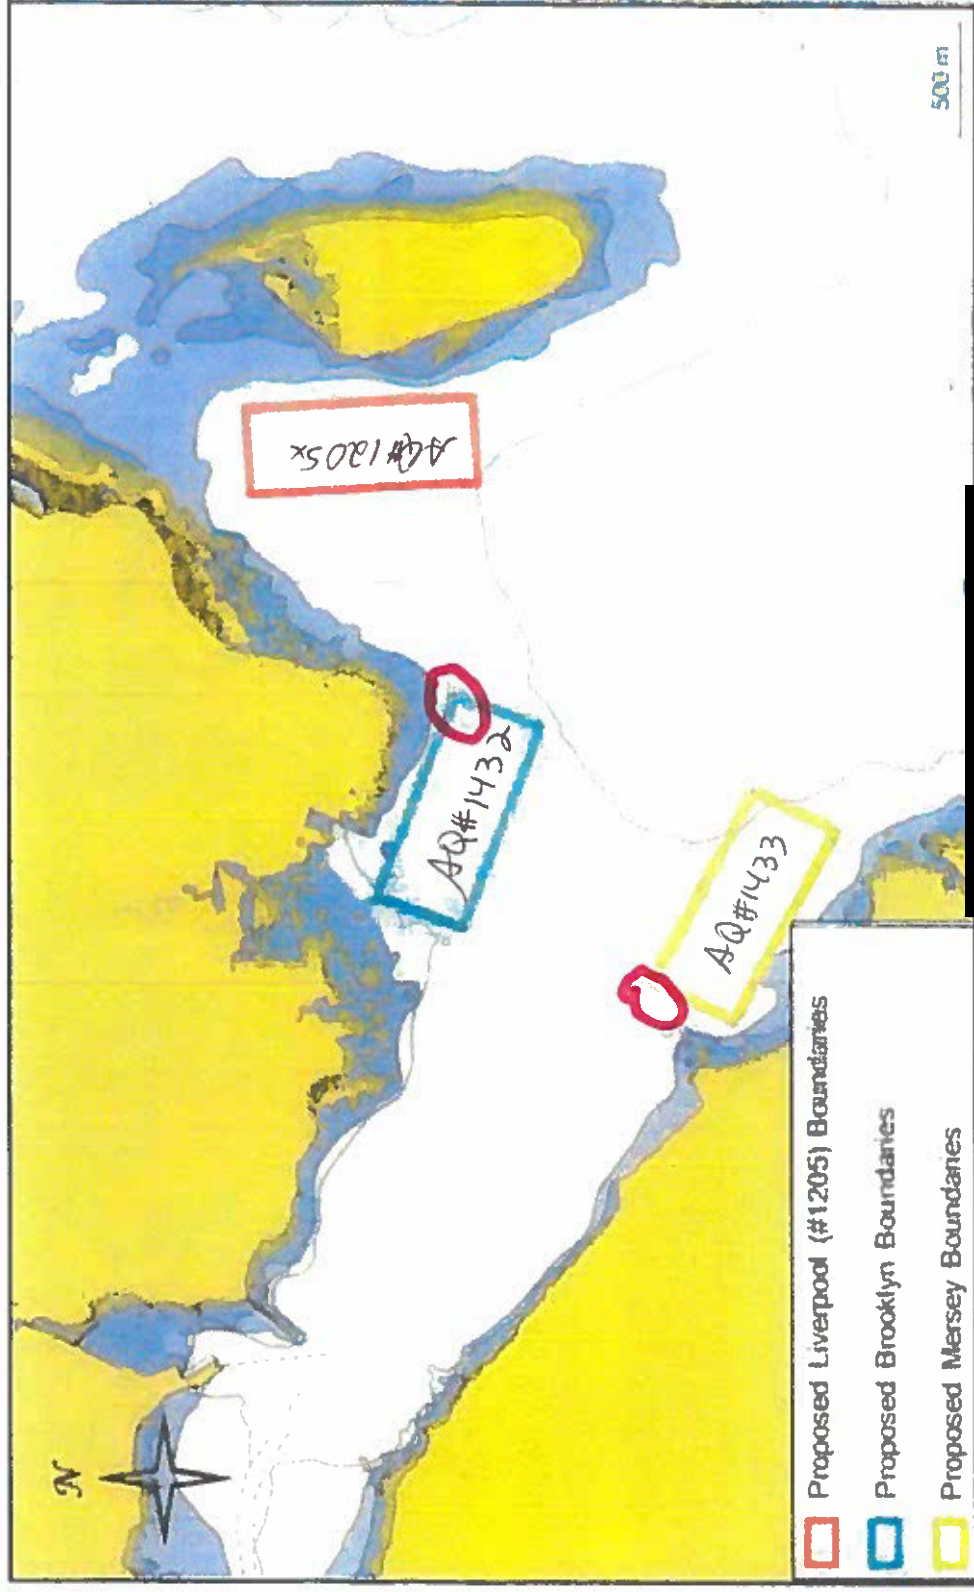 N
500 m
AQ#1205x
AQ#1432
AQ#1433
Proposed Liverpool (#1205) Boundaries
Proposed Brooklyn Boundaries
Proposed Mersey Boundaries